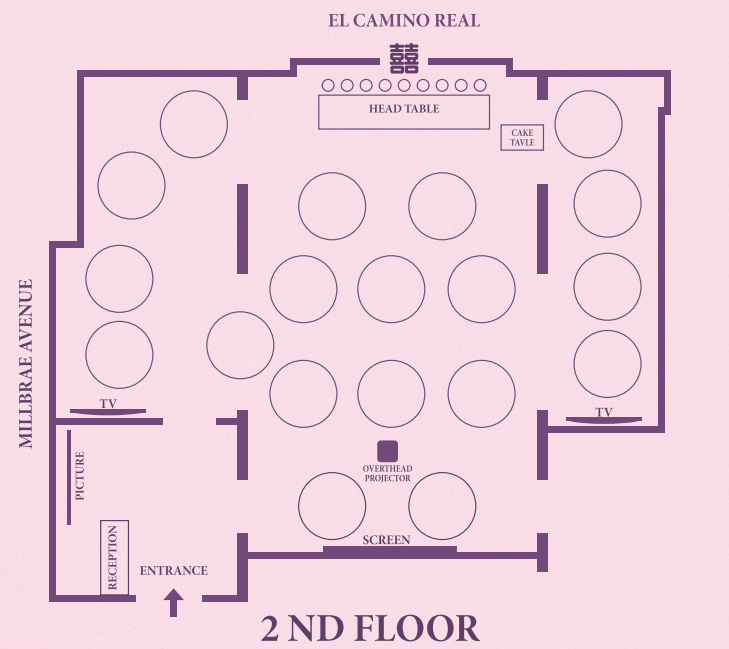 EL CAMINO REAL
囍
HEAD TABLE
CAKE
TAVLE
MILLBRAE AVENUE
TV
TV
PICTURE
OVERTHEAD
PROJECTOR
RECEPTION
SCREEN
ENTRANCE
2 ND FLOOR